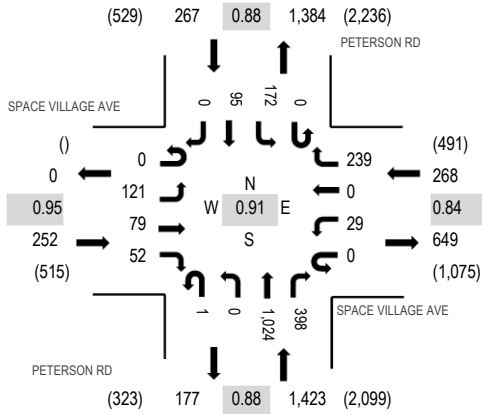 (529) 267 0.88 1,384 (2,236)
PETERSON RD
SPACE VILLAGE AVE
0 95 172 0
() (491)
0 0 239 268
121 N 0
0.95 79 W 0.91 E 29 0.84
252 52 S 0 649
(515) (1,075)
1 0 1,024 398
SPACE VILLAGE AVE
PETERSON RD
(323) 177 0.88 1,423 (2,099)